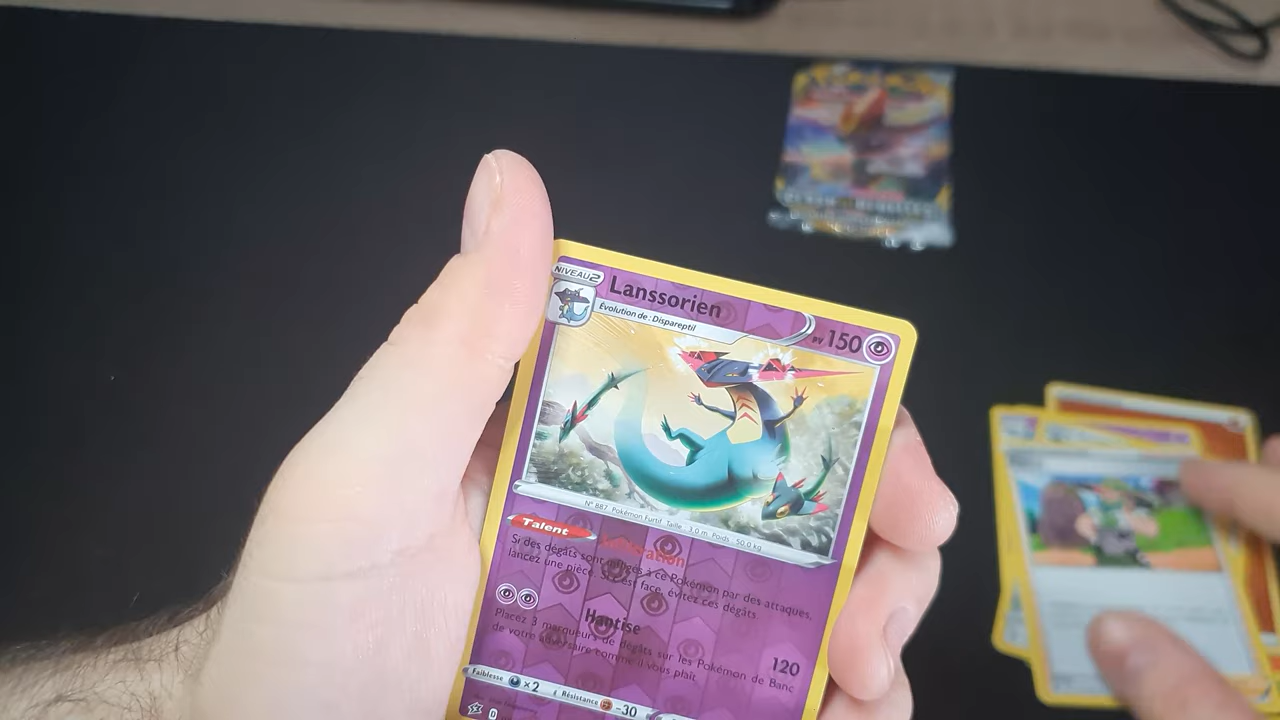 NIVEAU 2
Lanssorien
Évolution de : Dispareptil
PV 150
N° 887 Pokémon Furtif Taille : 3.0 m Poids : 50.0 kg
Talent
Si des dégâts sont infligés à ce Pokémon par des attaques,
lancez une pièce. Si c'est face, évitez ces dégâts.
Hantise
120
Placez 3 marqueurs de dégâts sur les Pokémon de Banc
de votre adversaire comme il vous plaît.
Faiblesse ×2 Résistance -30